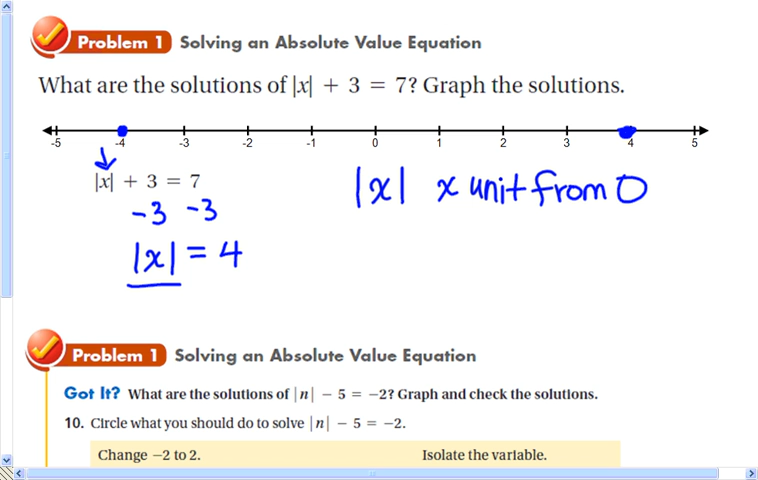 Problem 1 Solving an Absolute Value Equation
What are the solutions of |x| + 3 = 7? Graph the solutions.
-5 -4 -3 -2 -1 0 1 2 3 4 5
|x| + 3 = 7
|x| x unit from 0
-3 -3
|x| = 4
Problem 1 Solving an Absolute Value Equation
Got It? What are the solutions of |n| − 5 = −2? Graph and check the solutions.
10. Circle what you should do to solve |n| − 5 = −2.
Change −2 to 2. Isolate the variable.